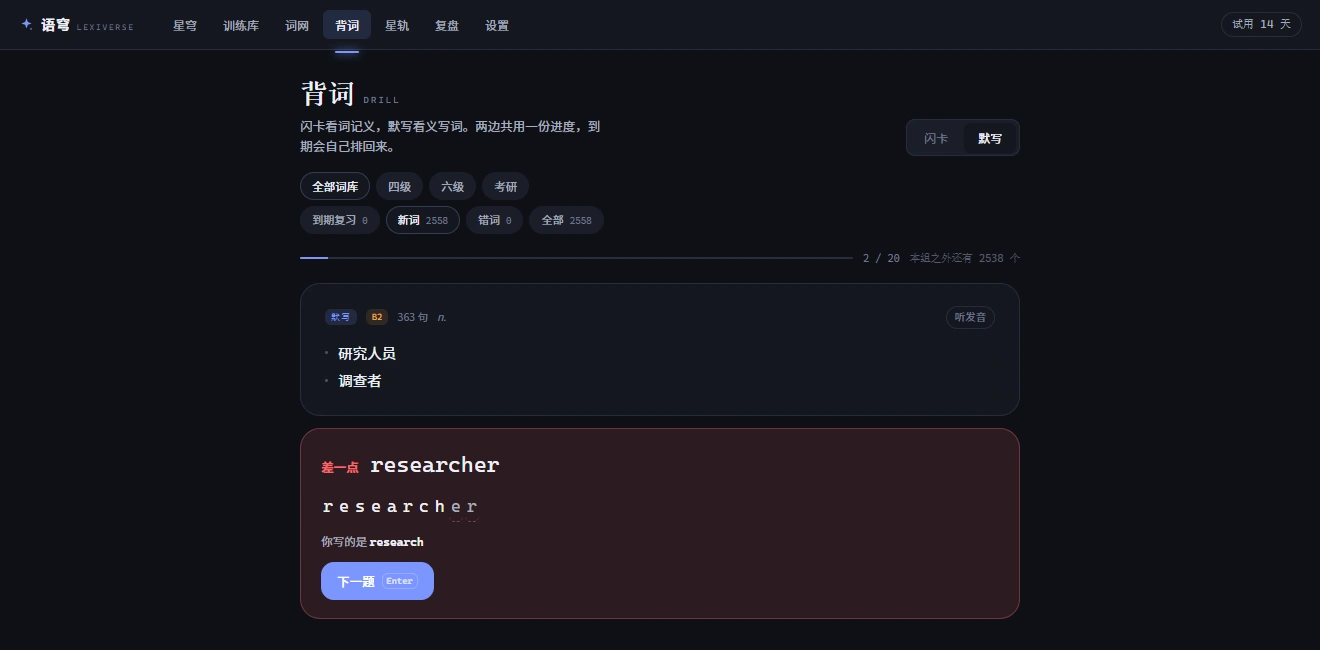 语穹 LEXIVERSE 星穹 训练库 词网 背词 星轨 复盘 设置 试用 14 天
背词 DRILL
闪卡看词记义，默写看义写词。两边共用一份进度，到
期会自己排回来。
闪卡 默写
全部词库 四级 六级 考研
到期复习 0 新词 2558 错词 0 全部 2558
2 / 20 本组之外还有 2538 个
默写 B2 363 句 n. 听发音
研究人员
调查者
差一点 researcher
researcher
你写的是 research
下一题 Enter